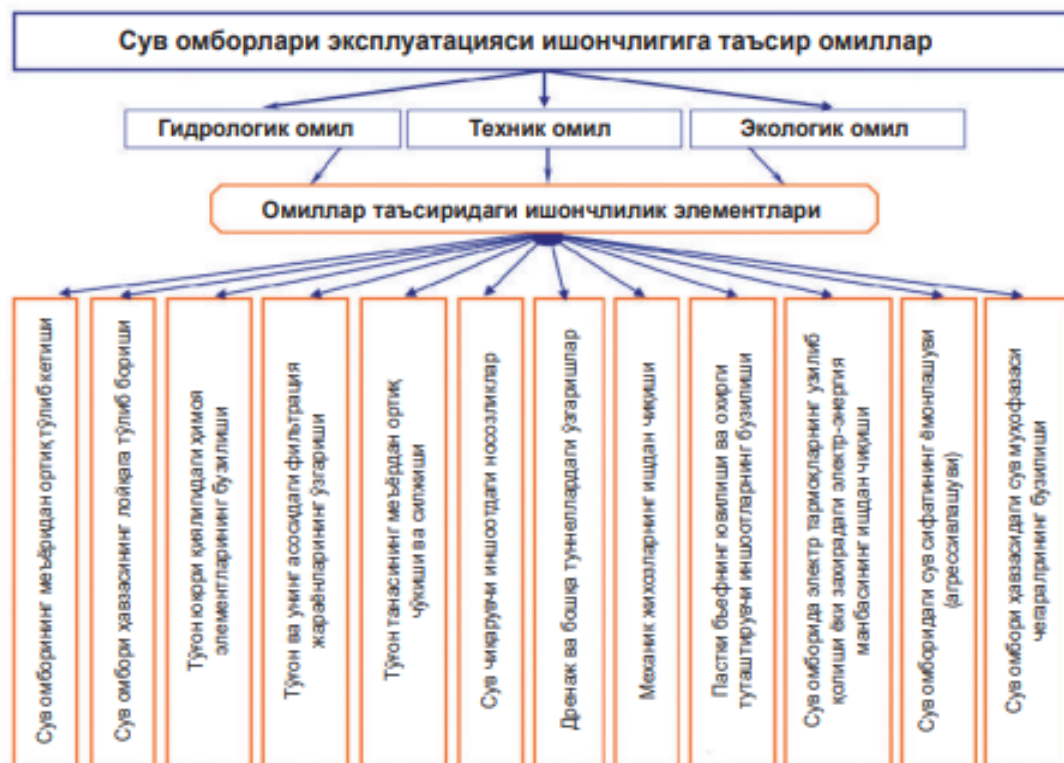 Сув омборлари эксплуатацияси ишончлигига таъсир омиллар
Гидрологик омил
Техник омил
Экологик омил
Омиллар таъсиридаги ишончлилик элементлари
Сув омборининг меъёридан ортиқ тўлиб кетиши
Сув омбори ҳавзасининг лойқага тўлиб бориши
Тўғон юқори қиялигидаги ҳимоя
элементларининг бузилиши
Тўғон ва унинг асосидаги фильтрация
жараёнларининг ўзгариши
Тўғон танасининг меъёрдан ортиқ
чўкиши ва силжиши
Сув чиқарувчи иншоотдаги носозликлар
Дренаж ва бошқа туннеллардаги ўзгаришлар
Механик жихозларнинг ишдан чиқиши
Пастки бьефнинг ювилиши ва охирги
туташтирувчи иншоотларнинг бузилиши
Сув омборида электр тармоқларнинг узилиб
қолиши ёки захирадаги электр-энергия
манбасининг ишдан чиқиши
Сув омборидаги сув сифатининг ёмонлашуви
(агрессивлашуви)
Сув омбори ҳавзасидаги сув муҳофазаси
чегаралрининг бузилиши